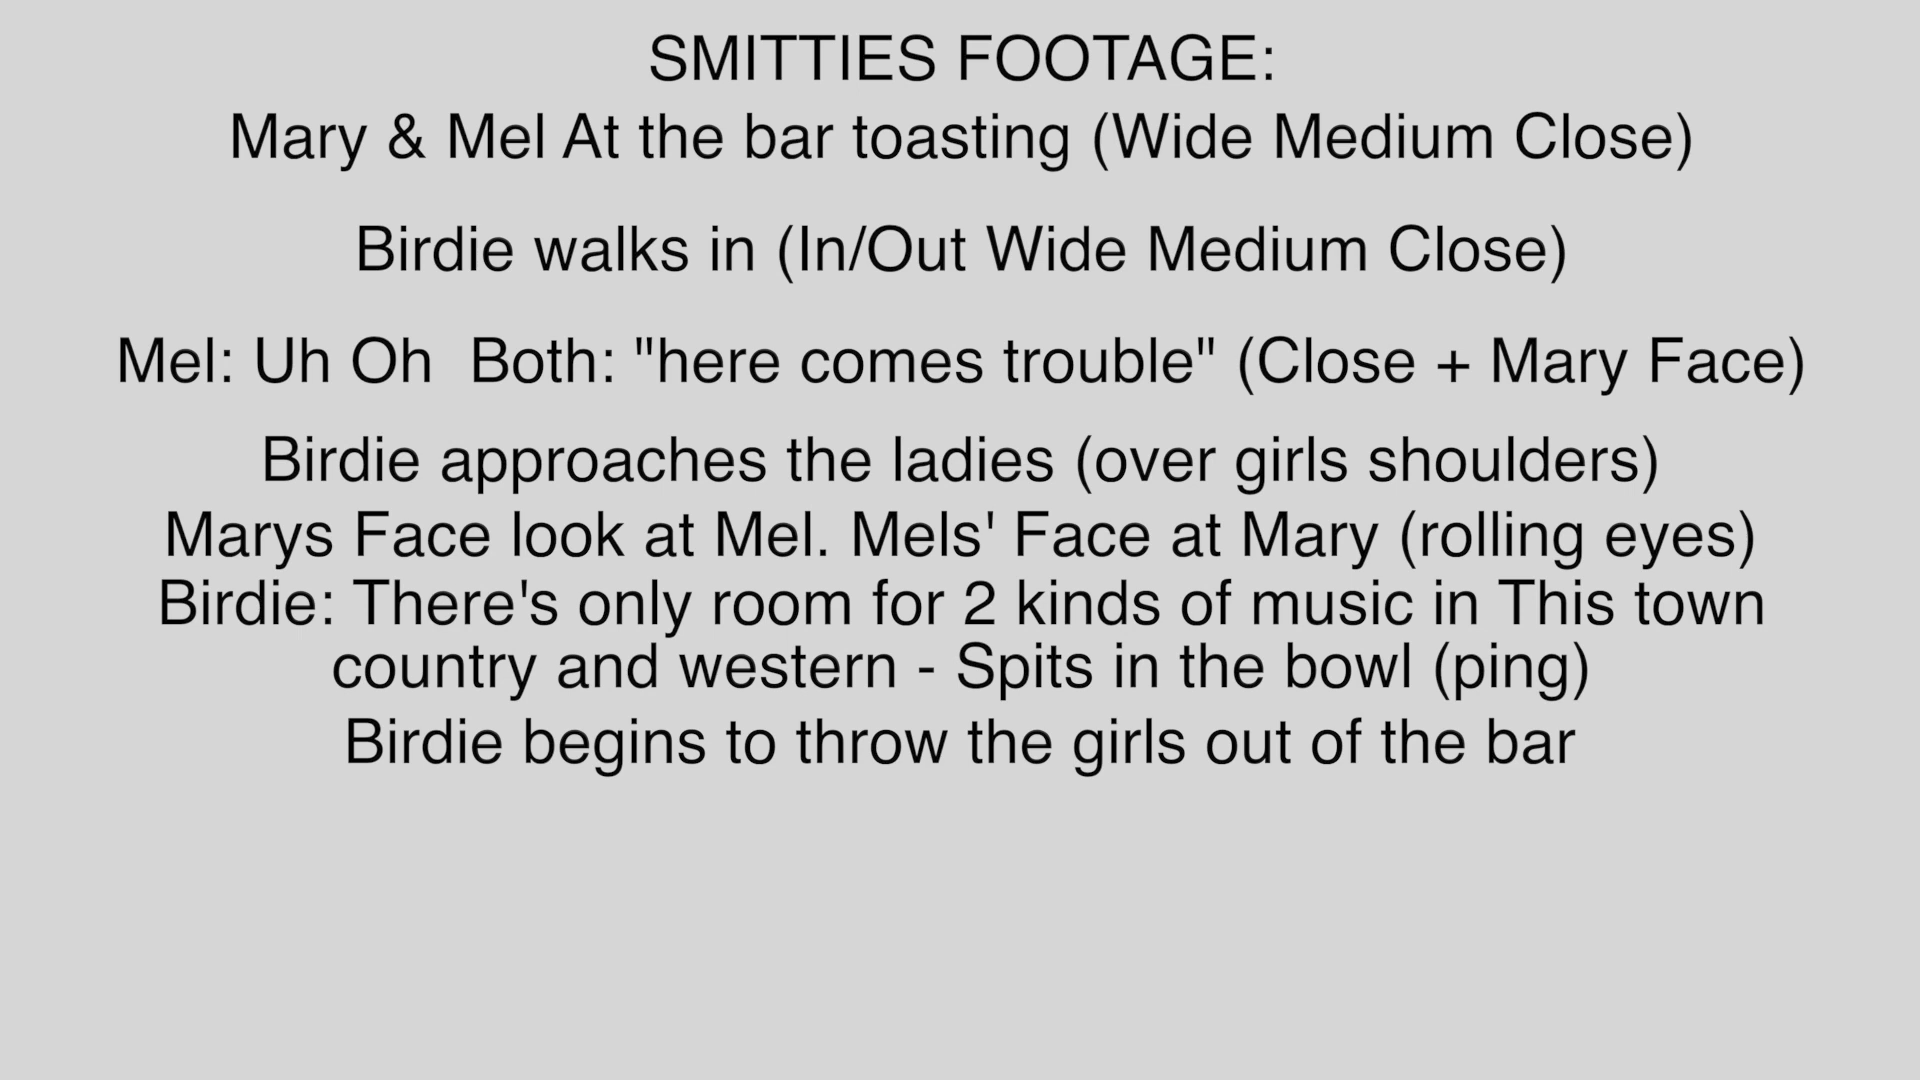 SMITTIES FOOTAGE:
Mary & Mel At the bar toasting (Wide Medium Close)
Birdie walks in (In/Out Wide Medium Close)
Mel: Uh Oh  Both: "here comes trouble" (Close + Mary Face)
Birdie approaches the ladies (over girls shoulders)
Marys Face look at Mel. Mels' Face at Mary (rolling eyes)
Birdie: There's only room for 2 kinds of music in This town
country and western - Spits in the bowl (ping)
Birdie begins to throw the girls out of the bar